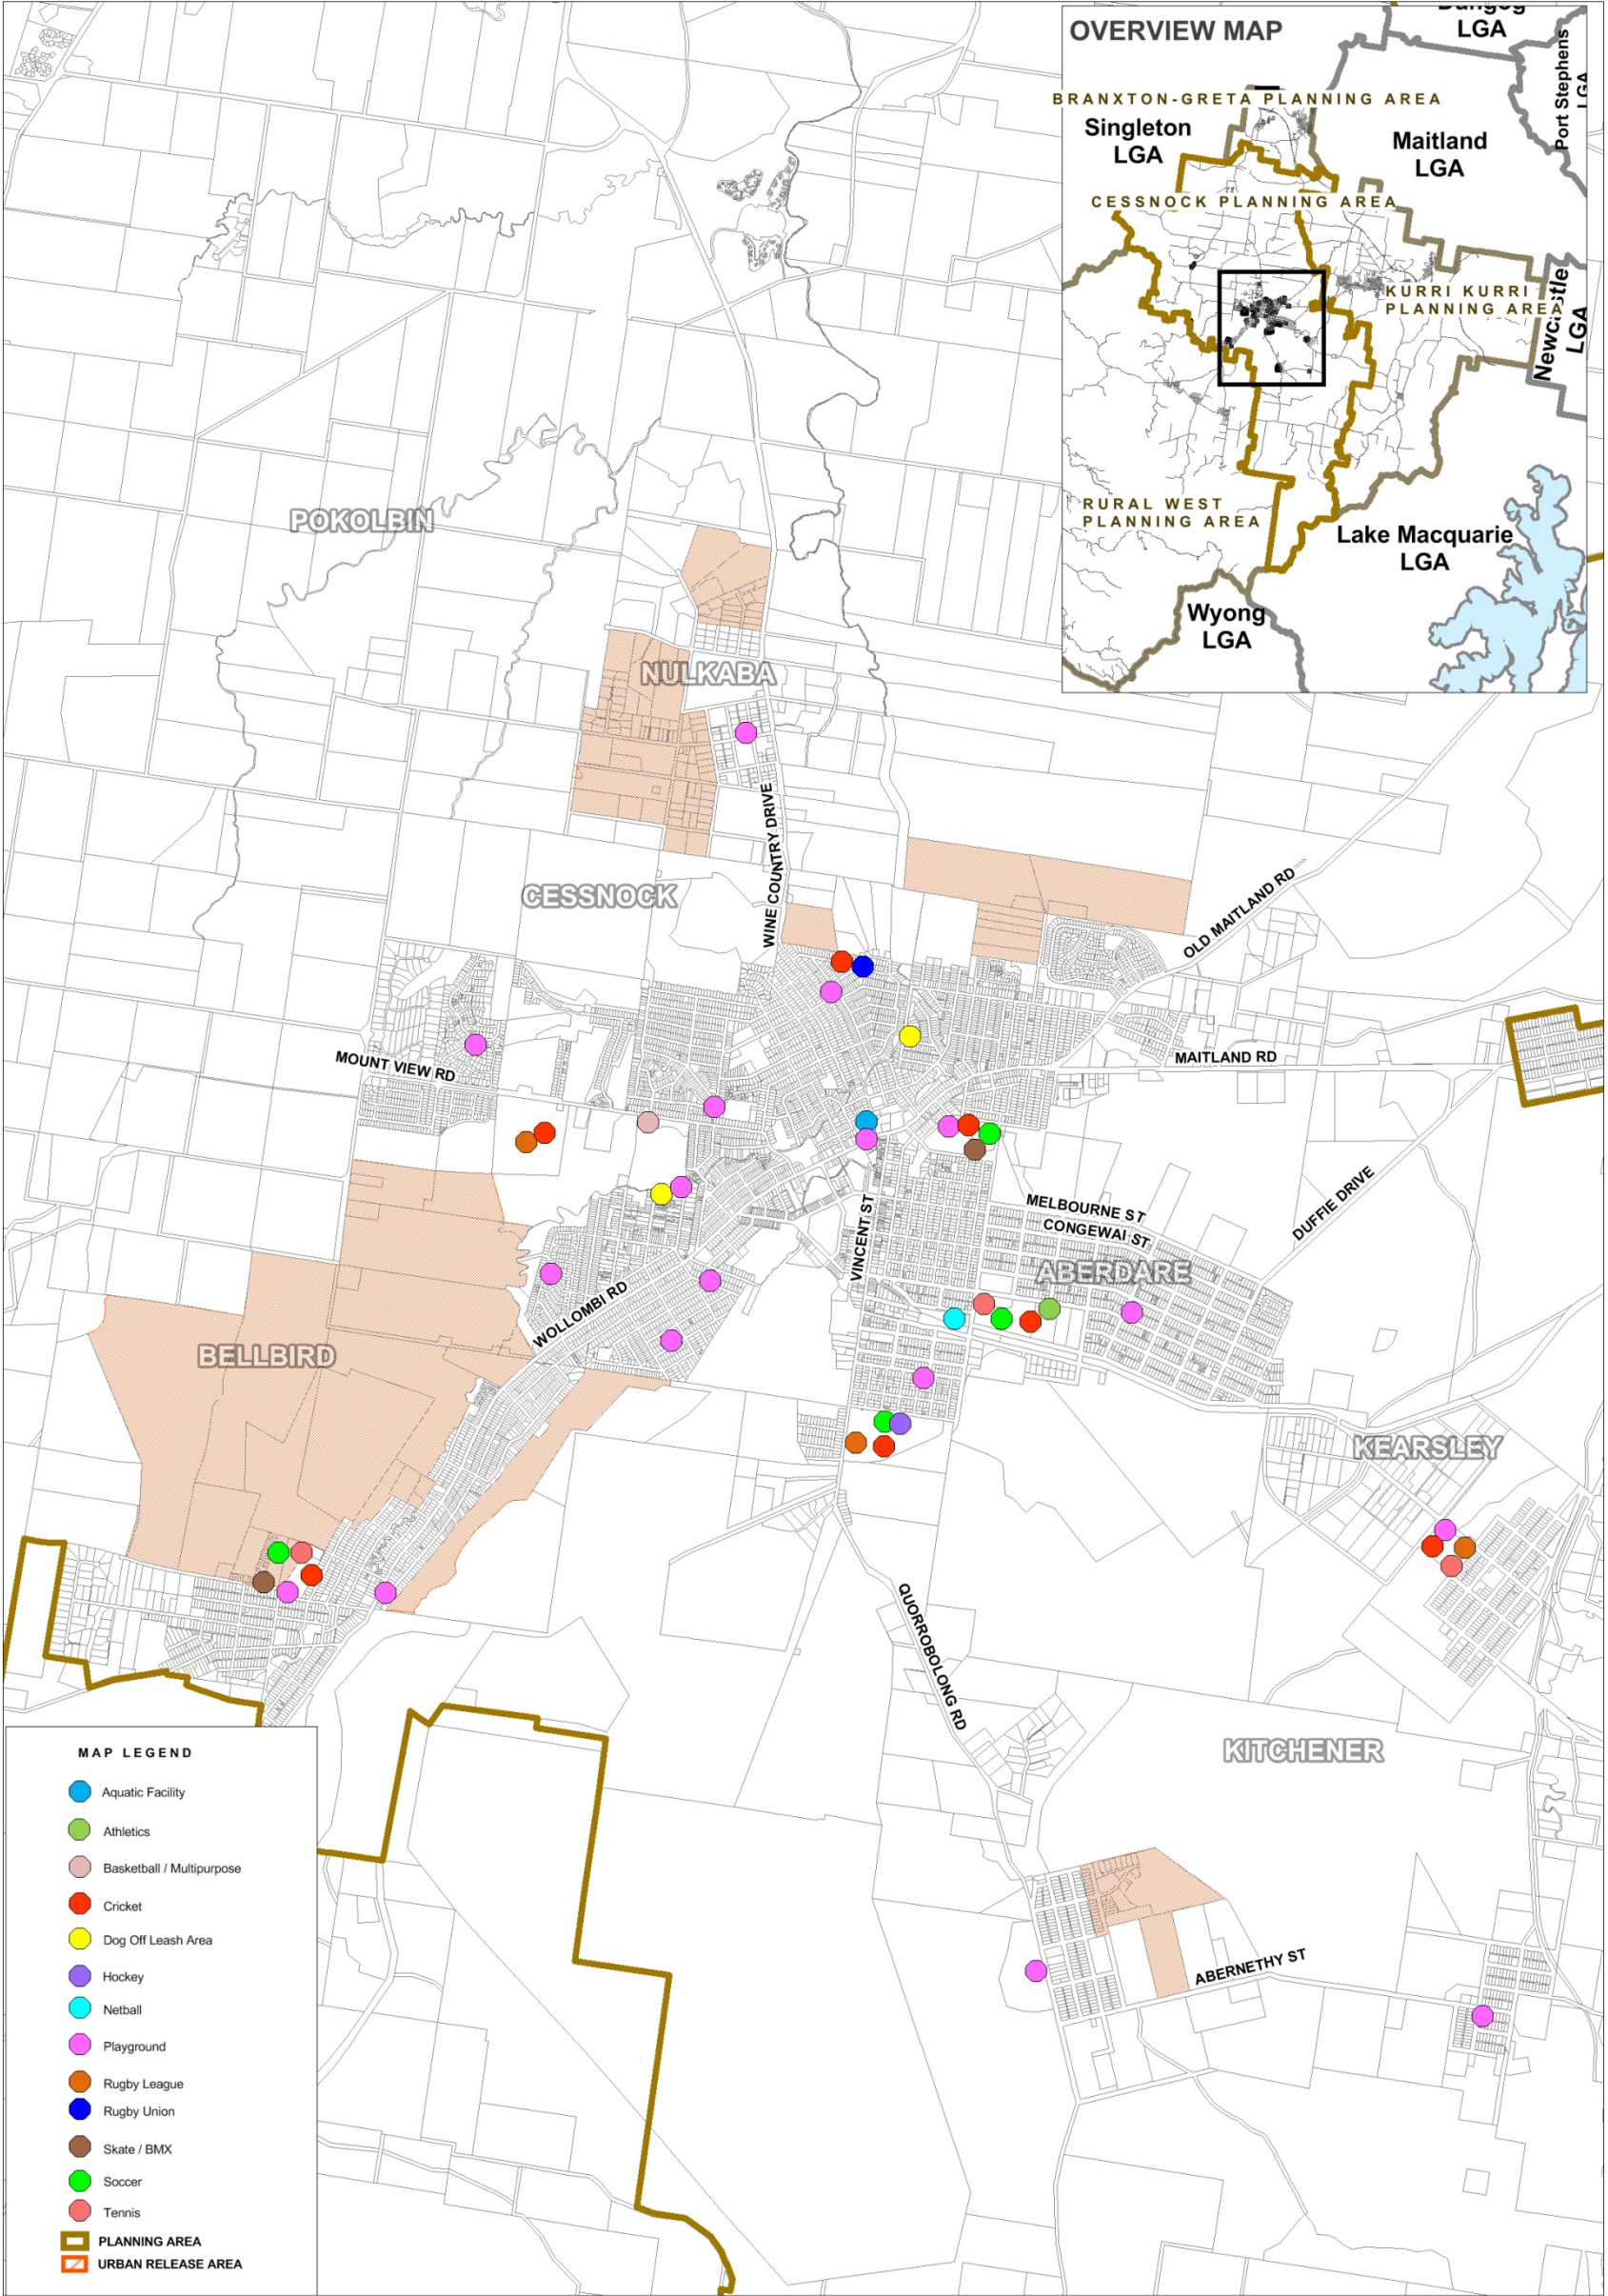 OVERVIEW MAP
LGA
Port Stephens
LGA
BRANXTON-GRETA PLANNING AREA
Singleton
LGA
Maitland
LGA
CESSNOCK PLANNING AREA
KURRI KURRI
PLANNING AREA
Newcastle
LGA
RURAL WEST
PLANNING AREA
Lake Macquarie
LGA
Wyong
LGA
POKOLBIN
NULKABA
WINE COUNTRY DRIVE
CESSNOCK
OLD MAITLAND RD
MOUNT VIEW RD
MAITLAND RD
MELBOURNE ST
CONGEWAI ST
DUFFIE DRIVE
VINCENT ST
ABERDARE
WOLLOMBI RD
BELLBIRD
KEARSLEY
QUORROBOLONG RD
KITCHENER
ABERNETHY ST
MAP LEGEND
Aquatic Facility
Athletics
Basketball / Multipurpose
Cricket
Dog Off Leash Area
Hockey
Netball
Playground
Rugby League
Rugby Union
Skate / BMX
Soccer
Tennis
PLANNING AREA
URBAN RELEASE AREA